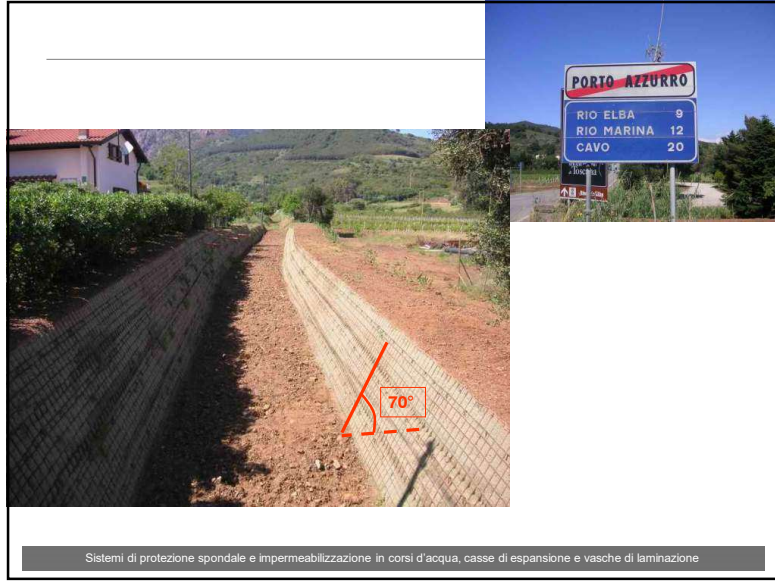 PORTO AZZURRO
RIO ELBA 9
RIO MARINA 12
CAVO 20
70°
Sistemi di protezione spondale e impermeabilizzazione in corsi d'acqua, casse di espansione e vasche di laminazione